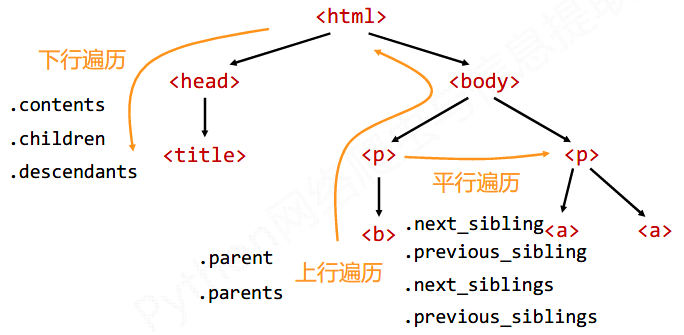 <html>
下行遍历
<head>
<body>
.contents
.children
.descendants
<title>
<p>
<p>
平行遍历
<b>
.next_sibling
<a>
<a>
.previous_sibling
.parent
上行遍历
.next_siblings
.parents
.previous_siblings